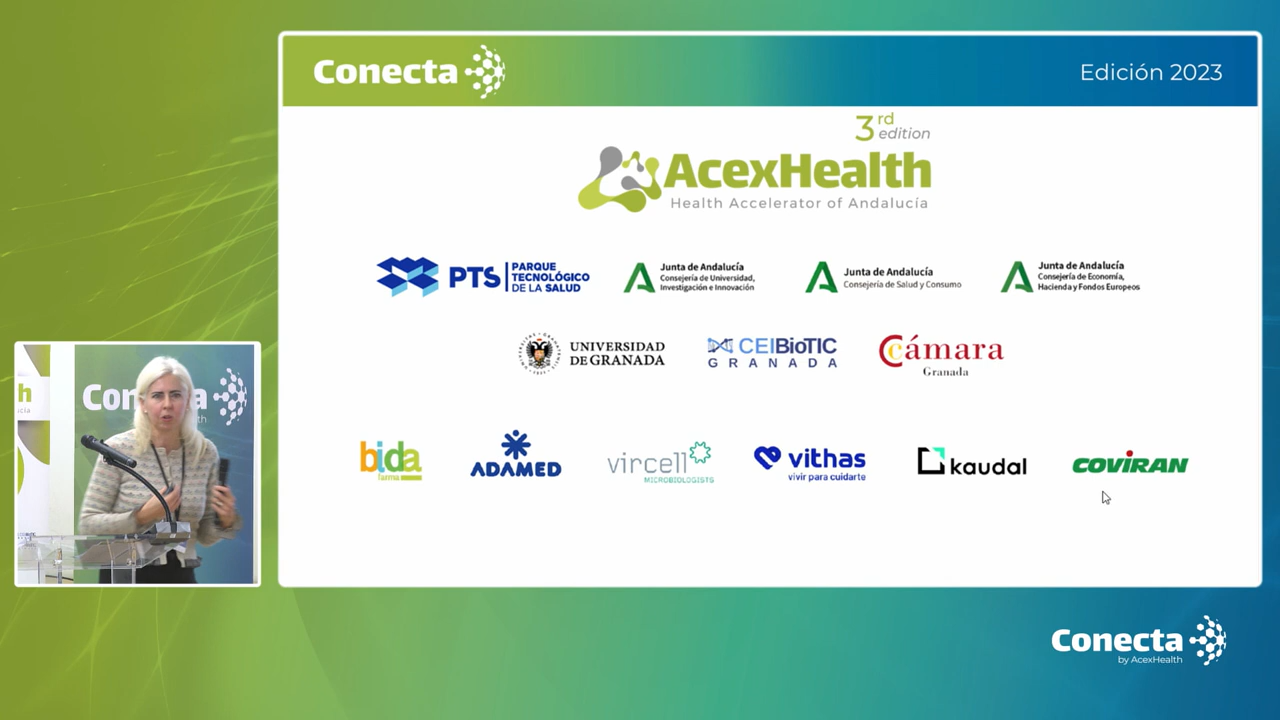 Conecta
Edición 2023
3rd edition
AcexHealth
Health Accelerator of Andalucía
PTS PARQUE
TECNOLÓGICO
DE LA SALUD
Junta de Andalucía
Consejería de Universidad,
Investigación e Innovación
Junta de Andalucía
Consejería de Salud y Consumo
Junta de Andalucía
Consejería de Economía,
Hacienda y Fondos Europeos
UNIVERSIDAD
DE GRANADA
CEIBioTIC
GRANADA
Cámara
Granada
bida
farma
ADAMED
vircell
MICROBIOLOGISTS
vithas
vivir para cuidarte
kaudal
COVIRAN
Conecta
by AcexHealth